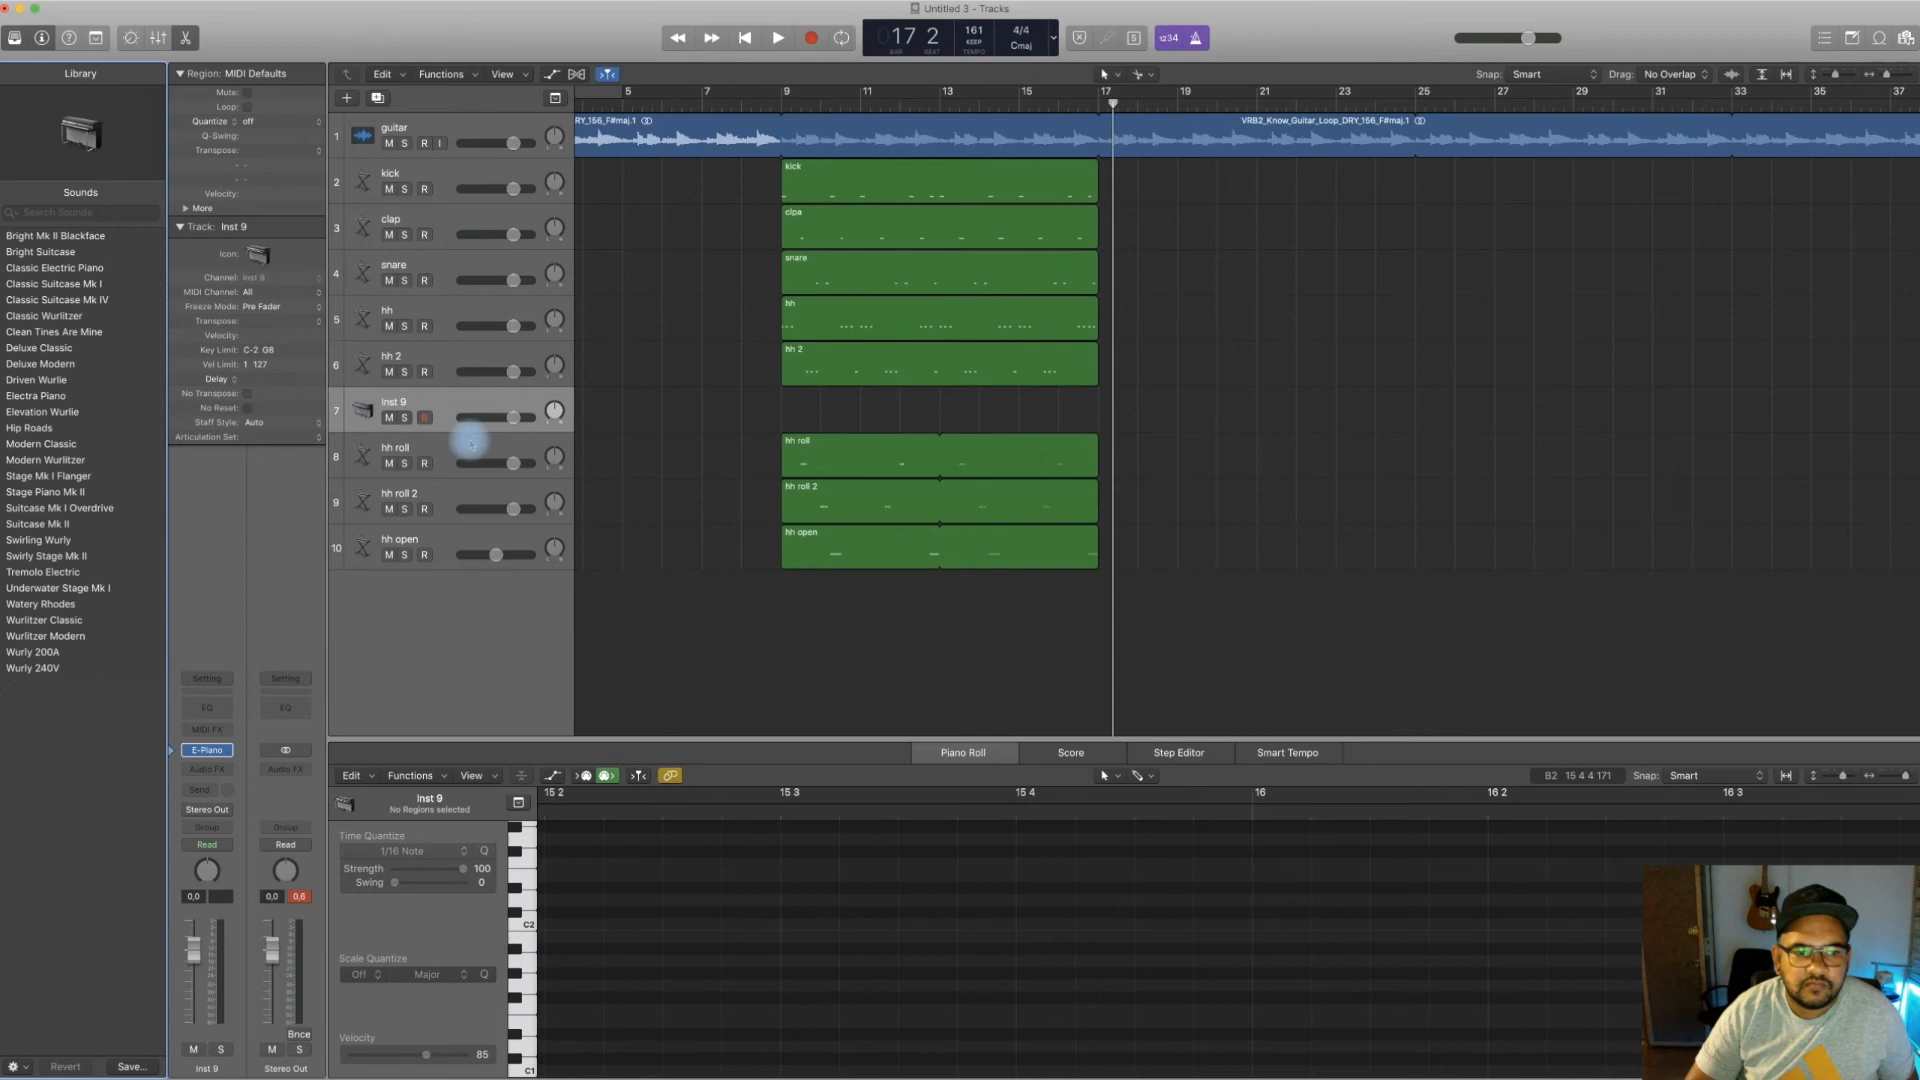 Untitled 3 - Tracks
17 2
BAR BEAT
161
KEEP
TEMPO
4/4
Cmaj
1234
Library
Region: MIDI Defaults
Edit
Functions
View
Snap: Smart
Drag: No Overlap
Mute:
Loop:
Quantize off
Q-Swing:
Transpose:
Velocity:
More
5 7 9 11 13 15 17 19 21 23 25 27 29 31 33 35 37
Sounds
Search Sounds
Bright Mk II Blackface
Bright Suitcase
Classic Electric Piano
Classic Suitcase Mk I
Classic Suitcase Mk IV
Classic Wurlitzer
Clean Tines Are Mine
Deluxe Classic
Deluxe Modern
Driven Wurlie
Electra Piano
Elevation Wurlie
Hip Roads
Modern Classic
Modern Wurlitzer
Stage Mk I Flanger
Stage Piano Mk II
Suitcase Mk I Overdrive
Suitcase Mk II
Swirling Wurly
Swirly Stage Mk II
Tremolo Electric
Underwater Stage Mk I
Watery Rhodes
Wurlitzer Classic
Wurlitzer Modern
Wurly 200A
Wurly 240V
Revert
Save...
Track: Inst 9
Icon:
Channel: Inst 9
MIDI Channel: All
Freeze Mode: Pre Fader
Transpose:
Velocity:
Key Limit: C-2 G8
Vel Limit: 1 127
Delay
No Transpose:
No Reset:
Staff Style: Auto
Articulation Set:
Setting Setting
EQ EQ
MIDI FX
E-Piano
Audio FX Audio FX
Send
Stereo Out
Group Group
Read Read
0,0 0,0 0,6
Bnce
M S M S
Inst 9 Stereo Out
1 guitar
M S R I
2 kick
M S R
3 clap
M S R
4 snare
M S R
5 hh
M S R
6 hh 2
M S R
7 Inst 9
M S R
8 hh roll
M S R
9 hh roll 2
M S R
10 hh open
M S R
RY_156_F#maj.1
VRB2_Know_Guitar_Loop_DRY_156_F#maj.1
kick
clpa
snare
hh
hh 2
hh roll
hh roll 2
hh open
Piano Roll
Score
Step Editor
Smart Tempo
Edit
Functions
View
B2 15 4 4 171
Snap: Smart
Inst 9
No Regions selected
15 2 15 3 15 4 16 16 2 16 3
Time Quantize
1/16 Note Q
Strength 100
Swing 0
Scale Quantize
Off Major Q
Velocity
85
C2
C1